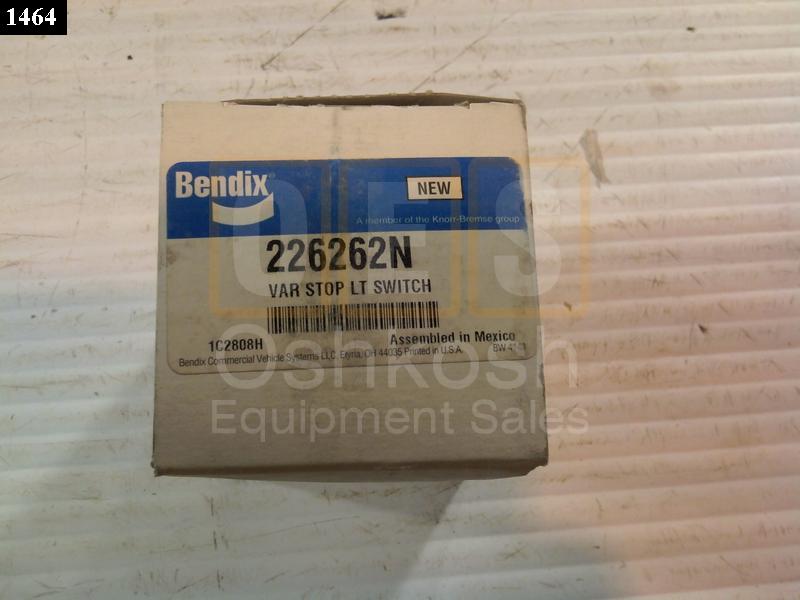 1464
Bendix®
NEW
A member of the Knorr-Bremse group
226262N
VAR STOP LT SWITCH
1C2808H
Assembled in Mexico
Bendix Commercial Vehicle Systems LLC, Elyria, OH 44035 Printed in U.S.A.
OES
Oshkosh
Equipment Sales